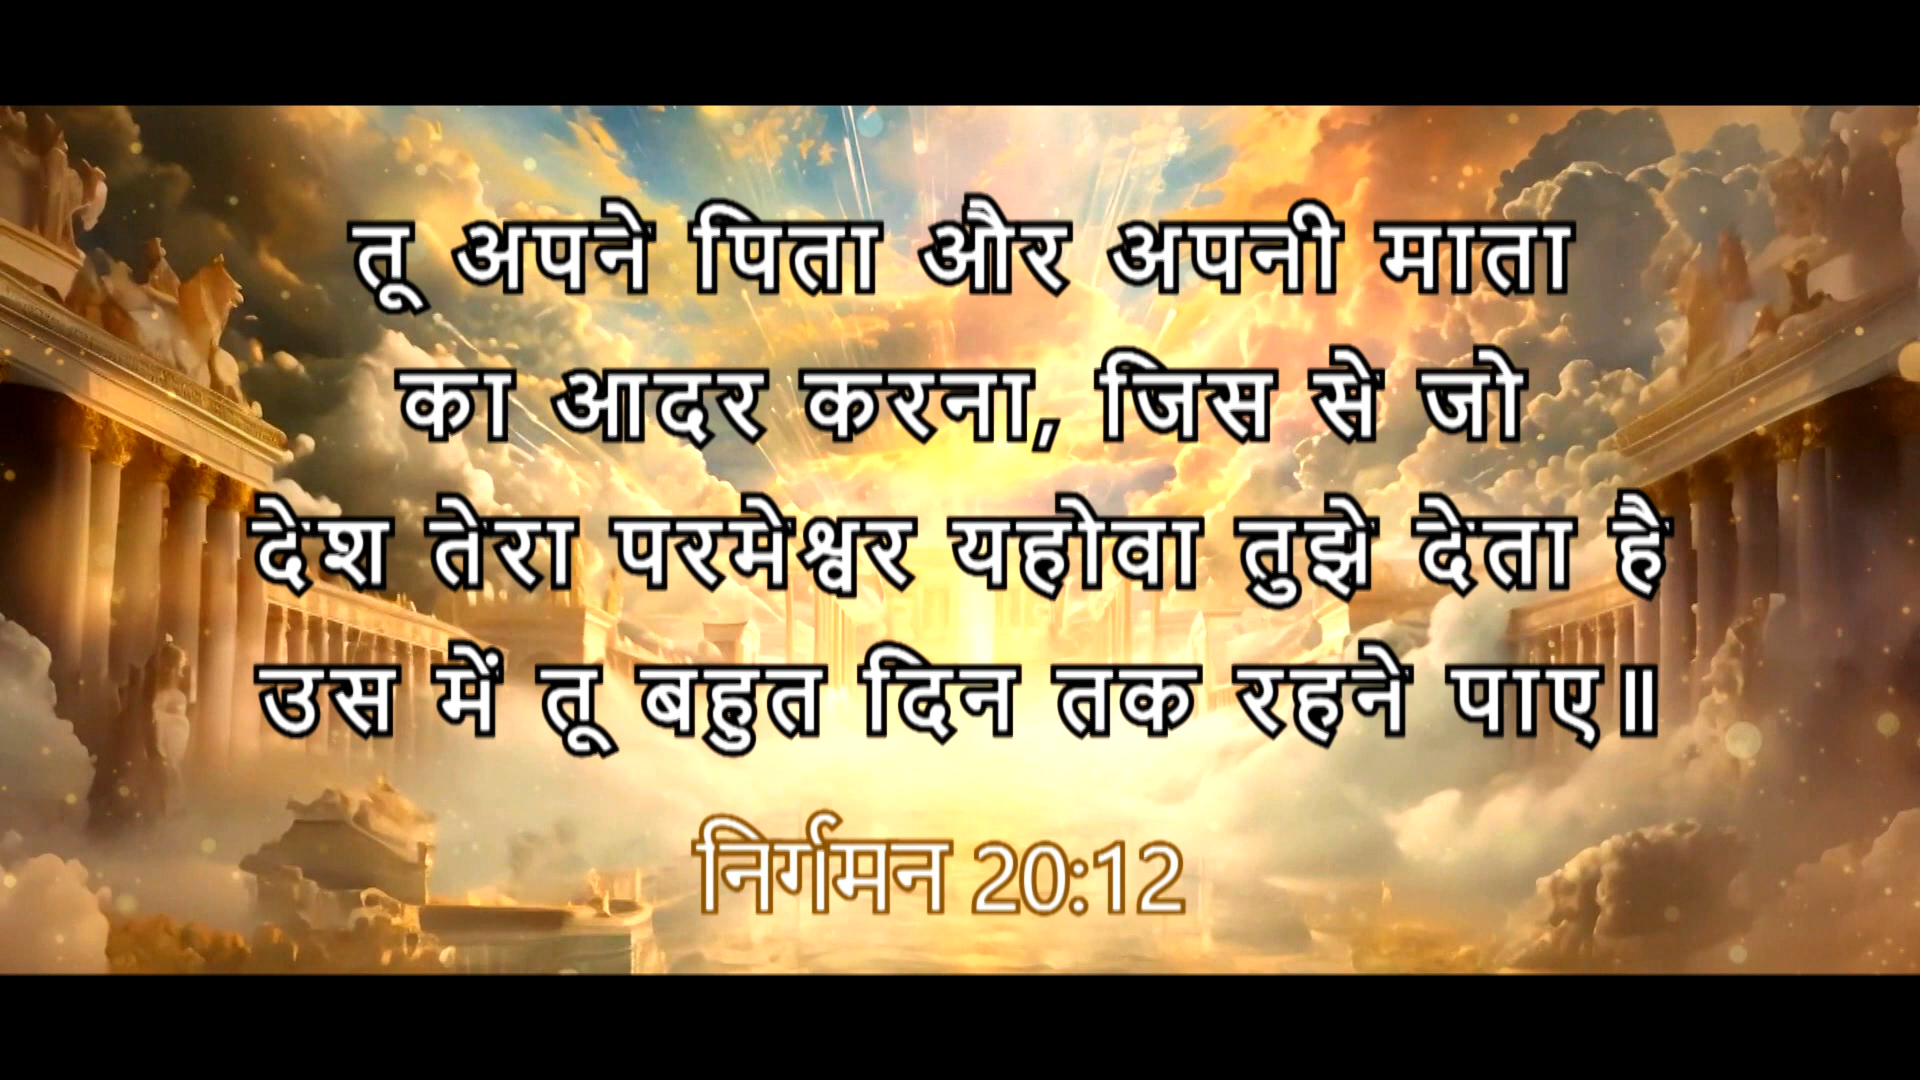 तू अपने पिता और अपनी माता
का आदर करना, जिस से जो
देश तेरा परमेश्वर यहोवा तुझे देता है
उस में तू बहुत दिन तक रहने पाए॥
निर्गमन 20:12